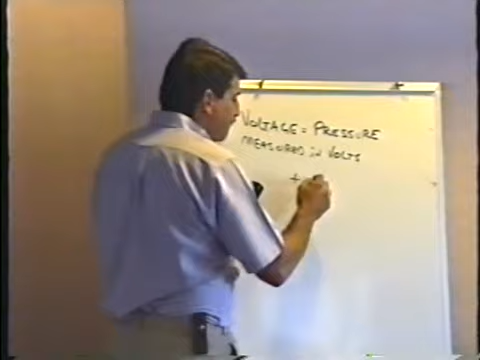 VOLTAGE = PRESSURE
MEASURED IN VOLTS
+